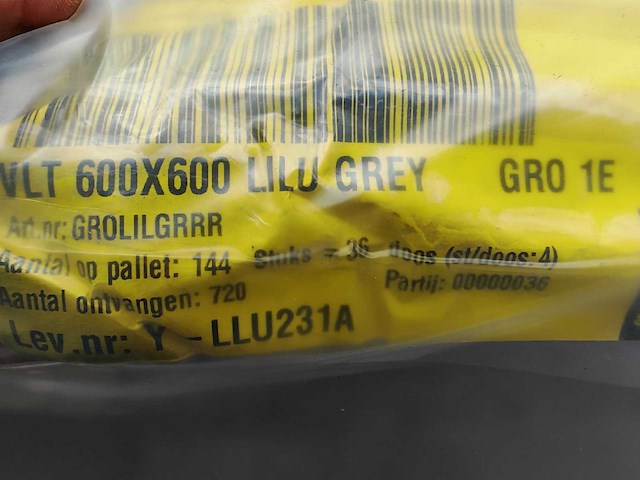 VLT 600X600 LILU GREY GRO 1E
Art.nr: GROLILGRRR
Aantal op pallet: 144 Stuks = 36 doos (st/doos: 4)
Aantal ontvangen: 720 Partij: 00000036
Lev.nr: Y - LLU231A